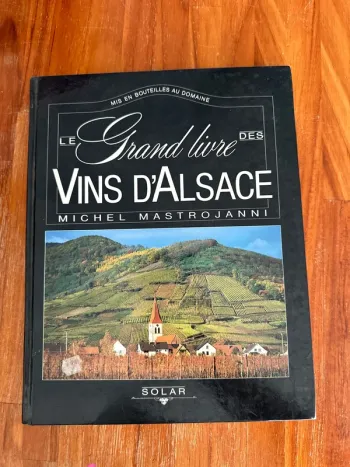 MIS EN BOUTEILLES AU DOMAINE
LE Grand livre DES
VINS D'ALSACE
MICHEL MASTROJANNI
SOLAR